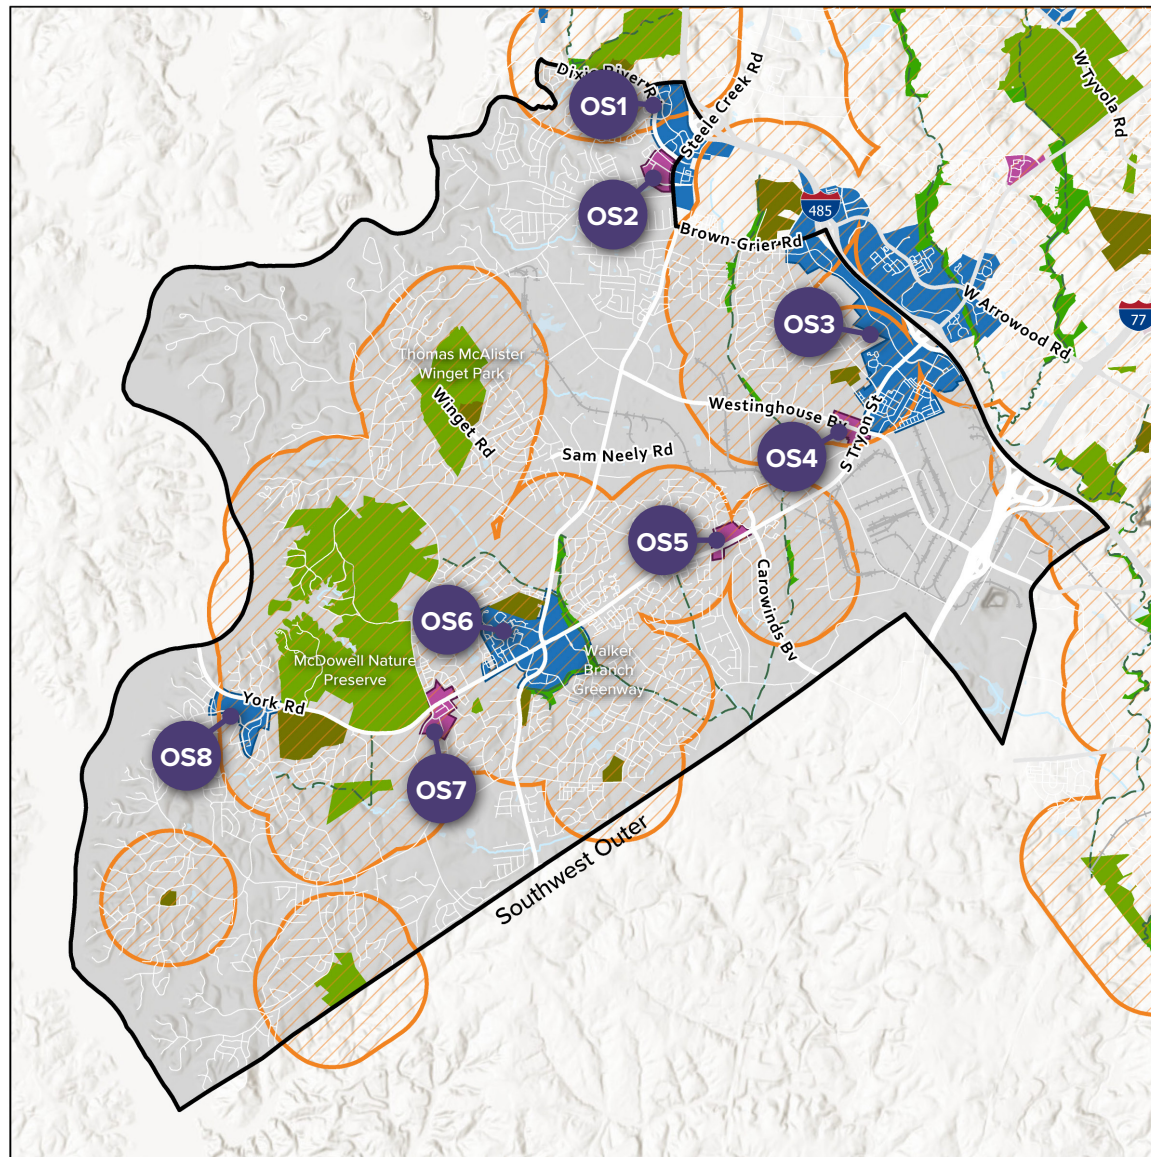 Dixie River R
OS1
Steele Creek Rd
W Tyvola Rd
OS2
485
Brown-Grier Rd
W Arrowood Rd
77
OS3
Thomas McAlister
Winget Park
Winget Rd
Westinghouse Bv
S Tryon St
Sam Neely Rd
OS4
OS5
Carowinds Bv
OS6
Walker
Branch
Greenway
McDowell Nature
Preserve
York Rd
OS8
OS7
Southwest Outer